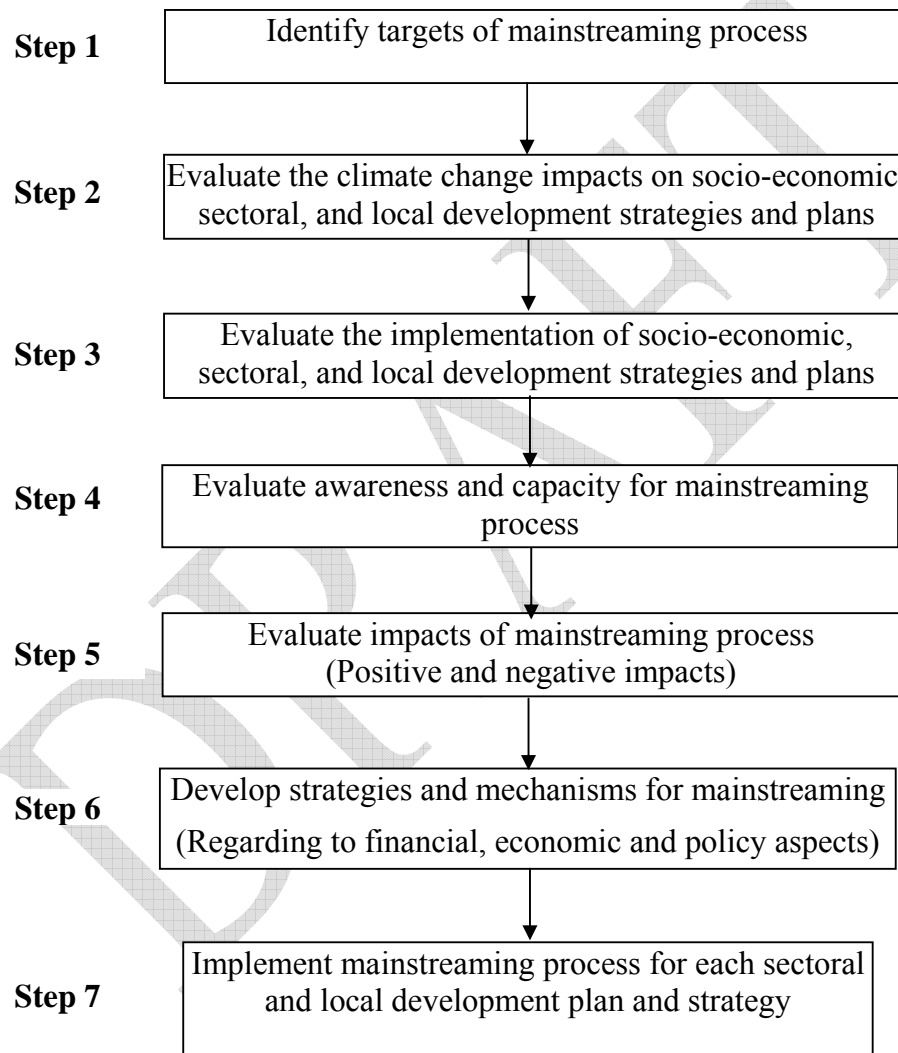 Step 1
Identify targets of mainstreaming process
Step 2
Evaluate the climate change impacts on socio-economic
sectoral, and local development strategies and plans
Step 3
Evaluate the implementation of socio-economic,
sectoral, and local development strategies and plans
Step 4
Evaluate awareness and capacity for mainstreaming
process
Step 5
Evaluate impacts of mainstreaming process
(Positive and negative impacts)
Step 6
Develop strategies and mechanisms for mainstreaming
(Regarding to financial, economic and policy aspects)
Step 7
Implement mainstreaming process for each sectoral
and local development plan and strategy
DRAFT